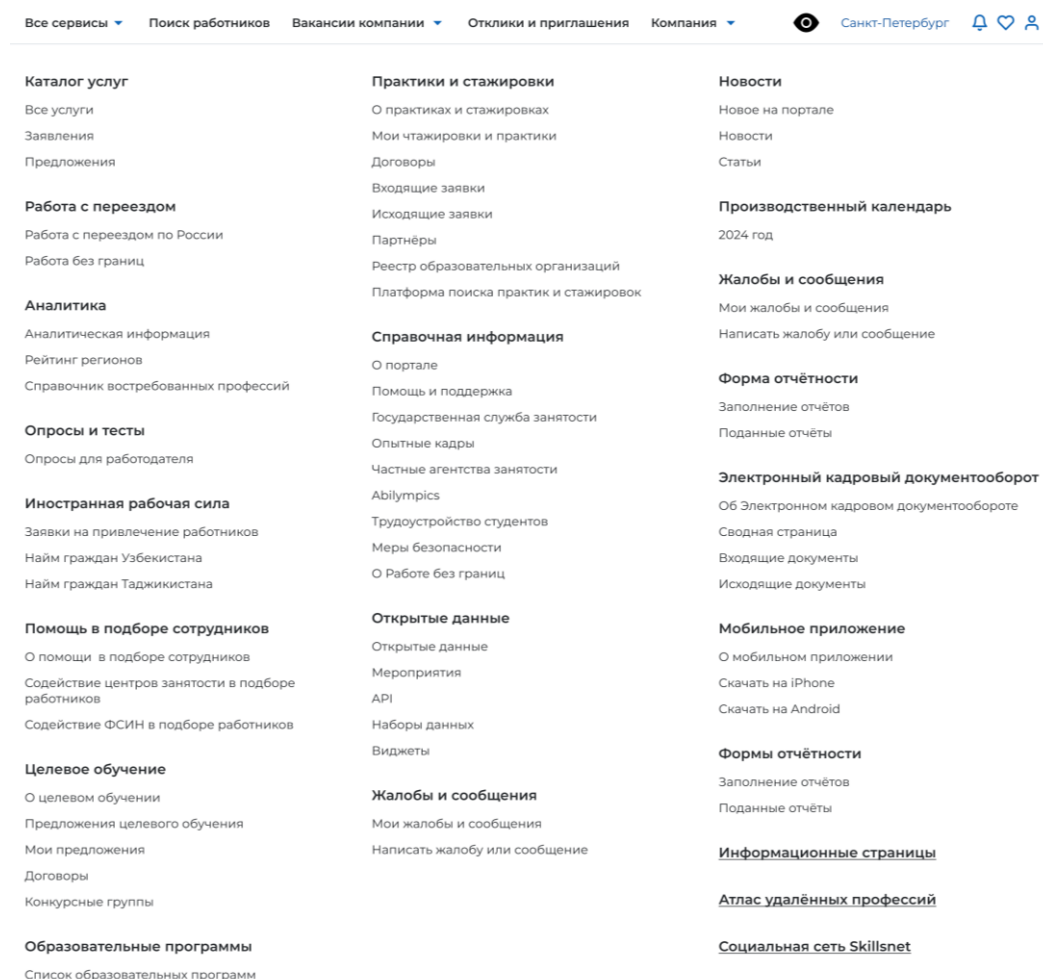 Все сервисы Поиск работников Вакансии компании Отклики и приглашения Компания Санкт-Петербург
Каталог услуг
Все услуги
Заявления
Предложения
Работа с переездом
Работа с переездом по России
Работа без границ
Аналитика
Аналитическая информация
Рейтинг регионов
Справочник востребованных профессий
Опросы и тесты
Опросы для работодателя
Иностранная рабочая сила
Заявки на привлечение работников
Найм граждан Узбекистана
Найм граждан Таджикистана
Помощь в подборе сотрудников
О помощи в подборе сотрудников
Содействие центров занятости в подборе
работников
Содействие ФСИН в подборе работников
Целевое обучение
О целевом обучении
Предложения целевого обучения
Мои предложения
Договоры
Конкурсные группы
Образовательные программы
Список образовательных программ
Практики и стажировки
О практиках и стажировках
Мои чтажировки и практики
Договоры
Входящие заявки
Исходящие заявки
Партнёры
Реестр образовательных организаций
Платформа поиска практик и стажировок
Справочная информация
О портале
Помощь и поддержка
Государственная служба занятости
Опытные кадры
Частные агентства занятости
Abilympics
Трудоустройство студентов
Меры безопасности
О Работе без границ
Открытые данные
Открытые данные
Мероприятия
API
Наборы данных
Виджеты
Жалобы и сообщения
Мои жалобы и сообщения
Написать жалобу или сообщение
Новости
Новое на портале
Новости
Статьи
Производственный календарь
2024 год
Жалобы и сообщения
Мои жалобы и сообщения
Написать жалобу или сообщение
Форма отчётности
Заполнение отчётов
Поданные отчёты
Электронный кадровый документооборот
Об Электронном кадровом документообороте
Сводная страница
Входящие документы
Исходящие документы
Мобильное приложение
О мобильном приложении
Скачать на iPhone
Скачать на Android
Формы отчётности
Заполнение отчётов
Поданные отчёты
Информационные страницы
Атлас удалённых профессий
Социальная сеть Skillsnet